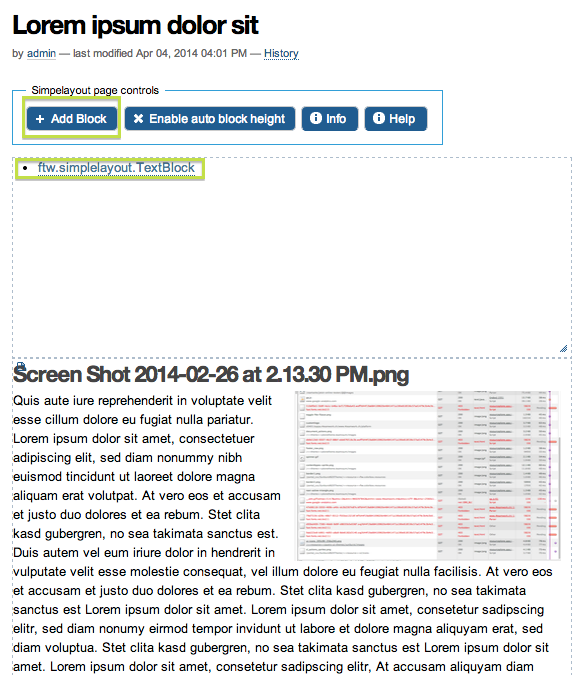 Lorem ipsum dolor sit
by admin — last modified Apr 04, 2014 04:01 PM — History
Simpelayout page controls
Add Block
Enable auto block height
Info
Help
ftw.simplelayout.TextBlock
Screen Shot 2014-02-26 at 2.13.30 PM.png
Quis aute iure reprehenderit in voluptate velit
esse cillum dolore eu fugiat nulla pariatur.
Lorem ipsum dolor sit amet, consectetuer
adipiscing elit, sed diam nonummy nibh
euismod tincidunt ut laoreet dolore magna
aliquam erat volutpat. At vero eos et accusam
et justo duo dolores et ea rebum. Stet clita
kasd gubergren, no sea takimata sanctus est.
Duis autem vel eum iriure dolor in hendrerit in
vulputate velit esse molestie consequat, vel illum dolore eu feugiat nulla facilisis. At vero eos
et accusam et justo duo dolores et ea rebum. Stet clita kasd gubergren, no sea takimata
sanctus est Lorem ipsum dolor sit amet. Lorem ipsum dolor sit amet, consetetur sadipscing
elitr, sed diam nonumy eirmod tempor invidunt ut labore et dolore magna aliquyam erat, sed
diam voluptua. Stet clita kasd gubergren, no sea takimata sanctus est Lorem ipsum dolor sit
amet. Lorem ipsum dolor sit amet, consetetur sadipscing elitr, At accusam aliquyam diam